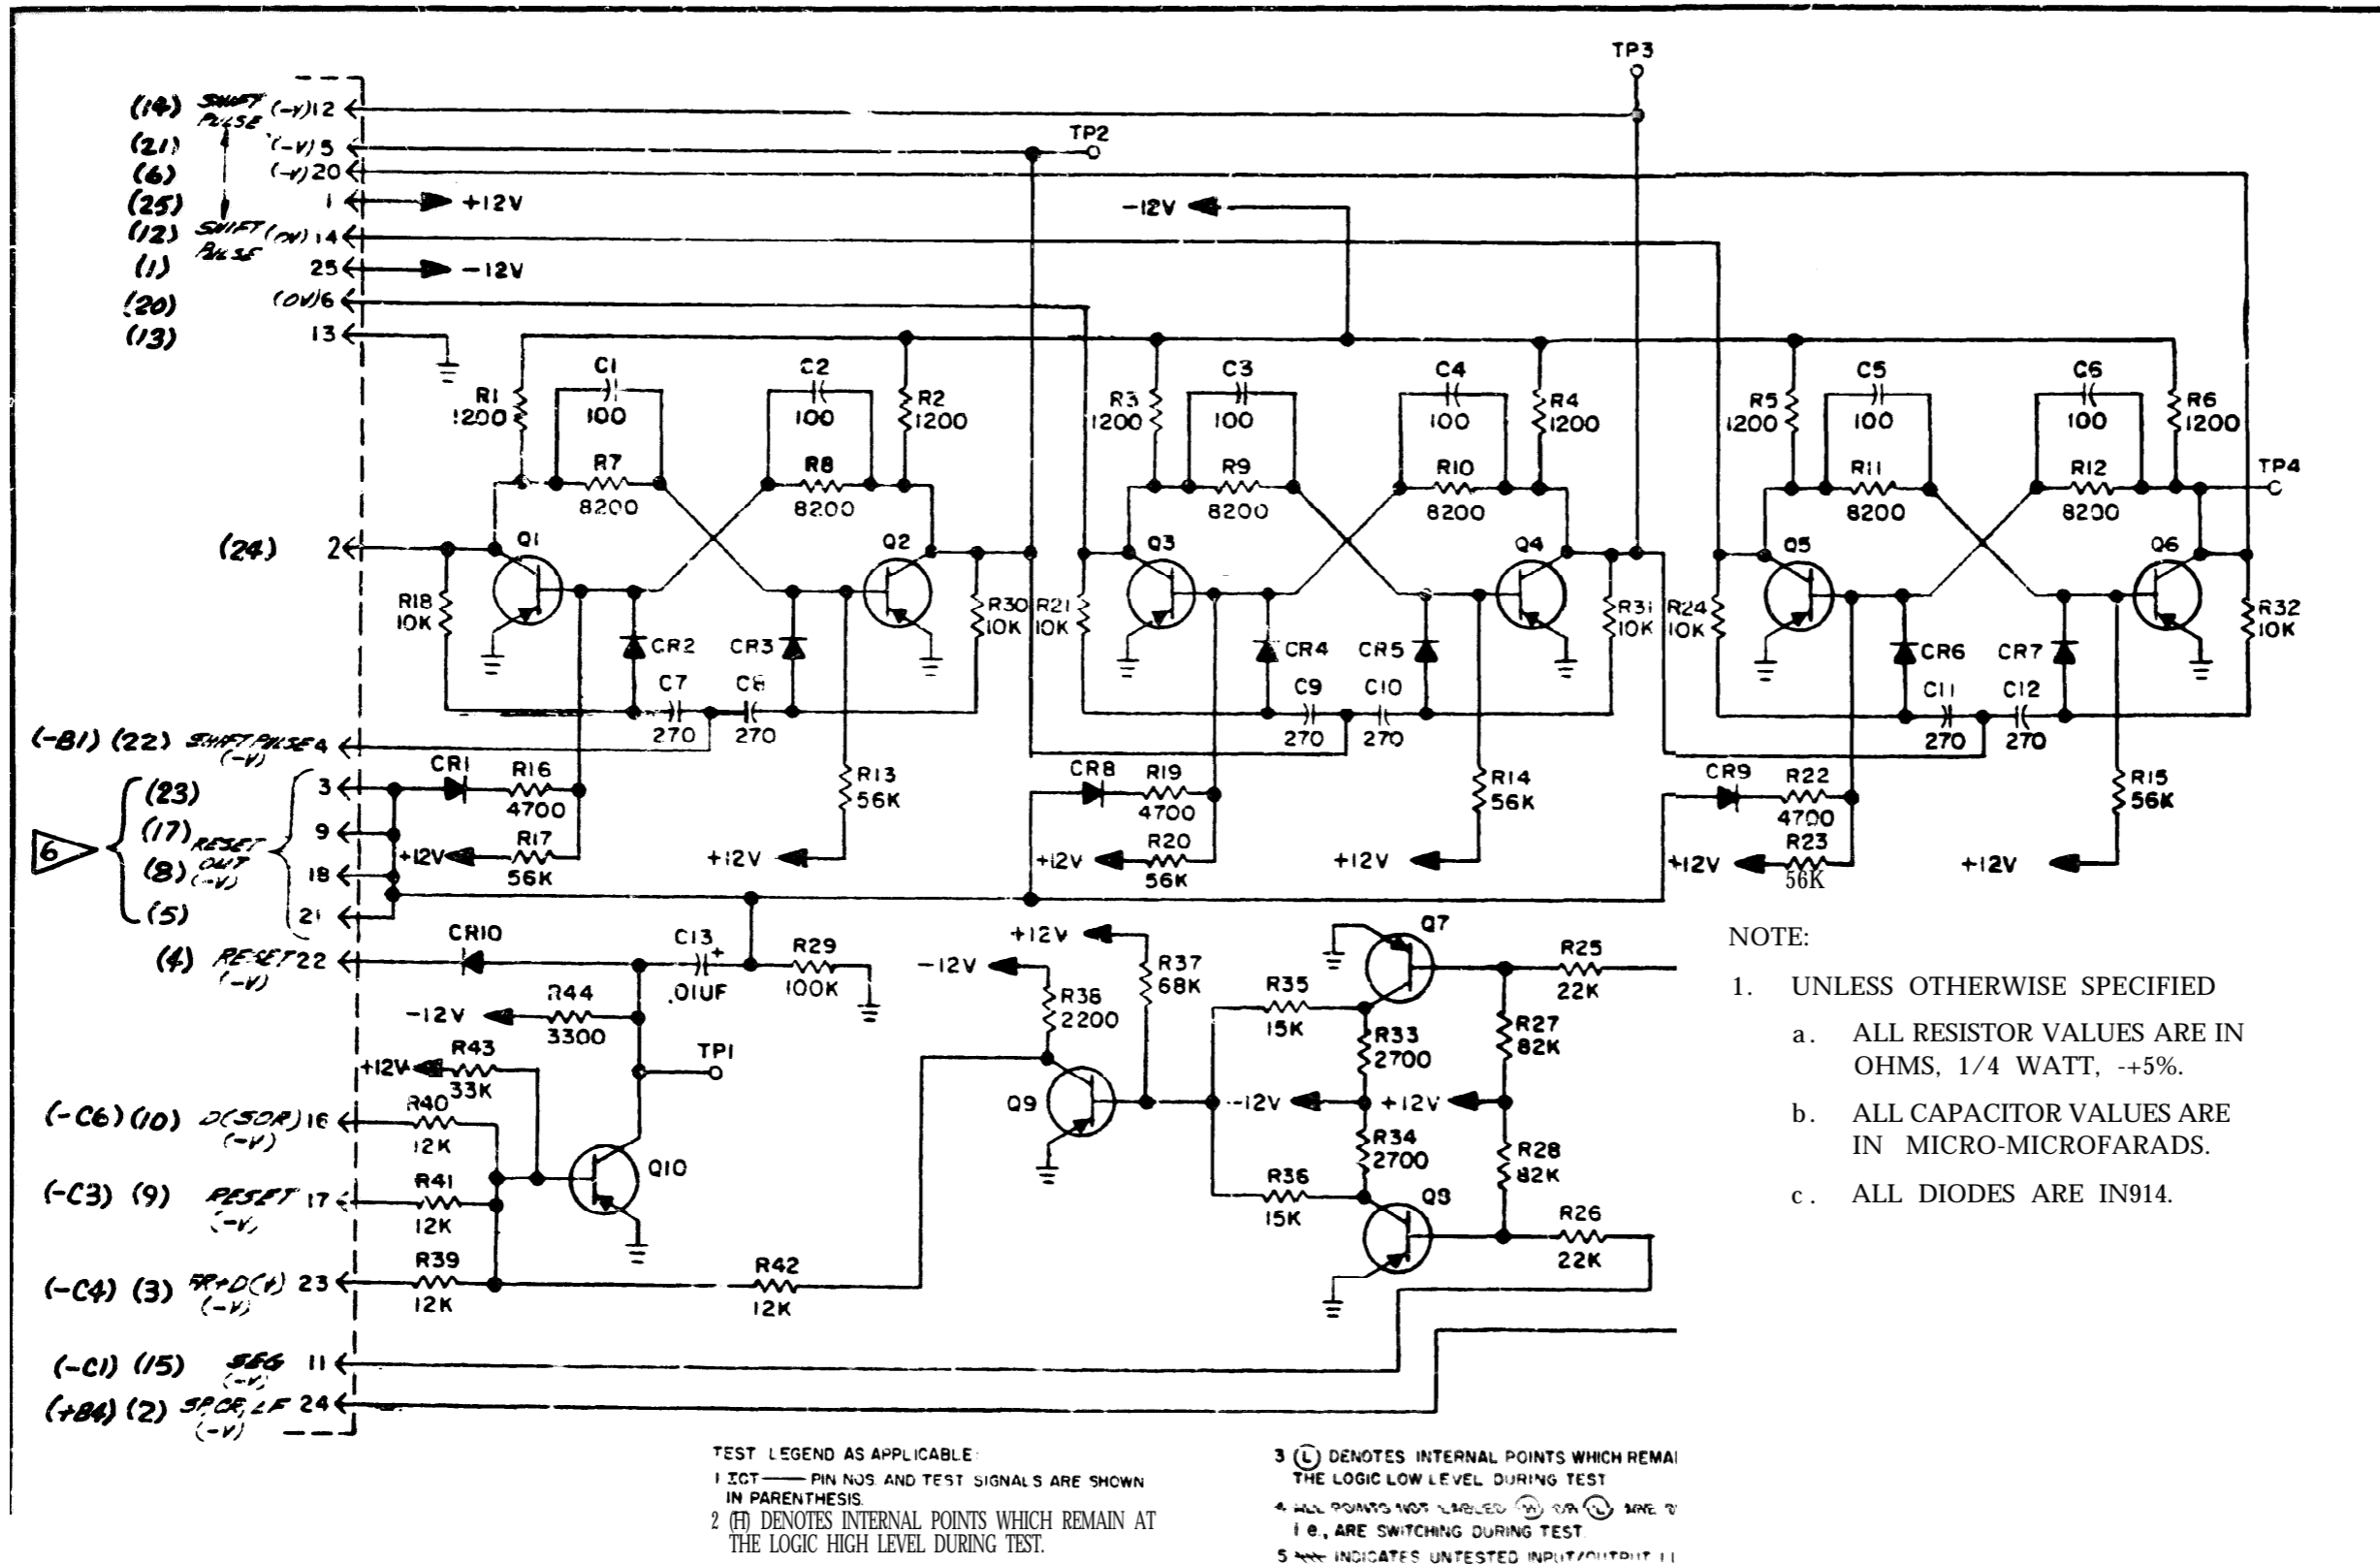 TP3
(14) SHIFT PULSE (-V) 12
(21) (-V) 5
TP2
(6) (-V) 20
(25) 1 +12V
-12V
(12) SHIFT PULSE (0V) 14
(1) 25 -12V
(20) (0V) 6
(13) 13
C1 100
C2 100
C3 100
C4 100
C5 100
C6 100
R1 1200
R2 1200
R3 1200
R4 1200
R5 1200
R6 1200
R7 8200
R8 8200
R9 8200
R10 8200
R11 8200
R12 8200
TP4
(24) 2
Q1
Q2
Q3
Q4
Q5
Q6
R18 10K
R30 10K
R21 10K
R31 10K
R24 10K
R32 10K
CR2
CR3
CR4
CR5
CR6
CR7
C7 270
C8 270
C9 270
C10 270
C11 270
C12 270
(-B1) (22) SHIFT PULSE 4
(-V)
CR1
R16 4700
R13 56K
CR8
R19 4700
R14 56K
CR9
R22 4700
R15 56K
6
(23) 3
(17) RESET 9
(8) OUT (-V) 18
(5) 21
+12V R17 56K
+12V
+12V R20 56K
+12V
+12V R23 56K
+12V
(4) RESET 22
(-V)
CR10
C13 +
.01UF
R29 100K
-12V
+12V
R38 2200
R37 68K
Q7
R25 22K
-12V R44 3300
R35 15K
R33 2700
R27 82K
+12V R43 33K
TP1
Q9
-12V
+12V
(-C6) (10) D(SOR) 16
(-V)
R40 12K
Q10
R34 2700
R28 82K
(-C3) (9) RESET 17
(-V)
R41 12K
R36 15K
Q8
R26 22K
(-C4) (3) 23
(-V)
R39 12K
R42 12K
(-C1) (15) SEG 11
(-V)
(+B4) (2) SP,CR,LF 24
(-V)
NOTE:
1. UNLESS OTHERWISE SPECIFIED
a. ALL RESISTOR VALUES ARE IN
OHMS, 1/4 WATT, -+5%.
b. ALL CAPACITOR VALUES ARE
IN MICRO-MICROFARADS.
c. ALL DIODES ARE IN914.
TEST LEGEND AS APPLICABLE:
1 ICT — PIN NOS. AND TEST SIGNALS ARE SHOWN
IN PARENTHESIS.
2 (H) DENOTES INTERNAL POINTS WHICH REMAIN AT
THE LOGIC HIGH LEVEL DURING TEST.
3 (L) DENOTES INTERNAL POINTS WHICH REMAI
THE LOGIC LOW LEVEL DURING TEST
4 ALL POINTS NOT LABLED (H) OR (L) ARE
i e., ARE SWITCHING DURING TEST
5 INDICATES UNTESTED INPUT/OUTPUT